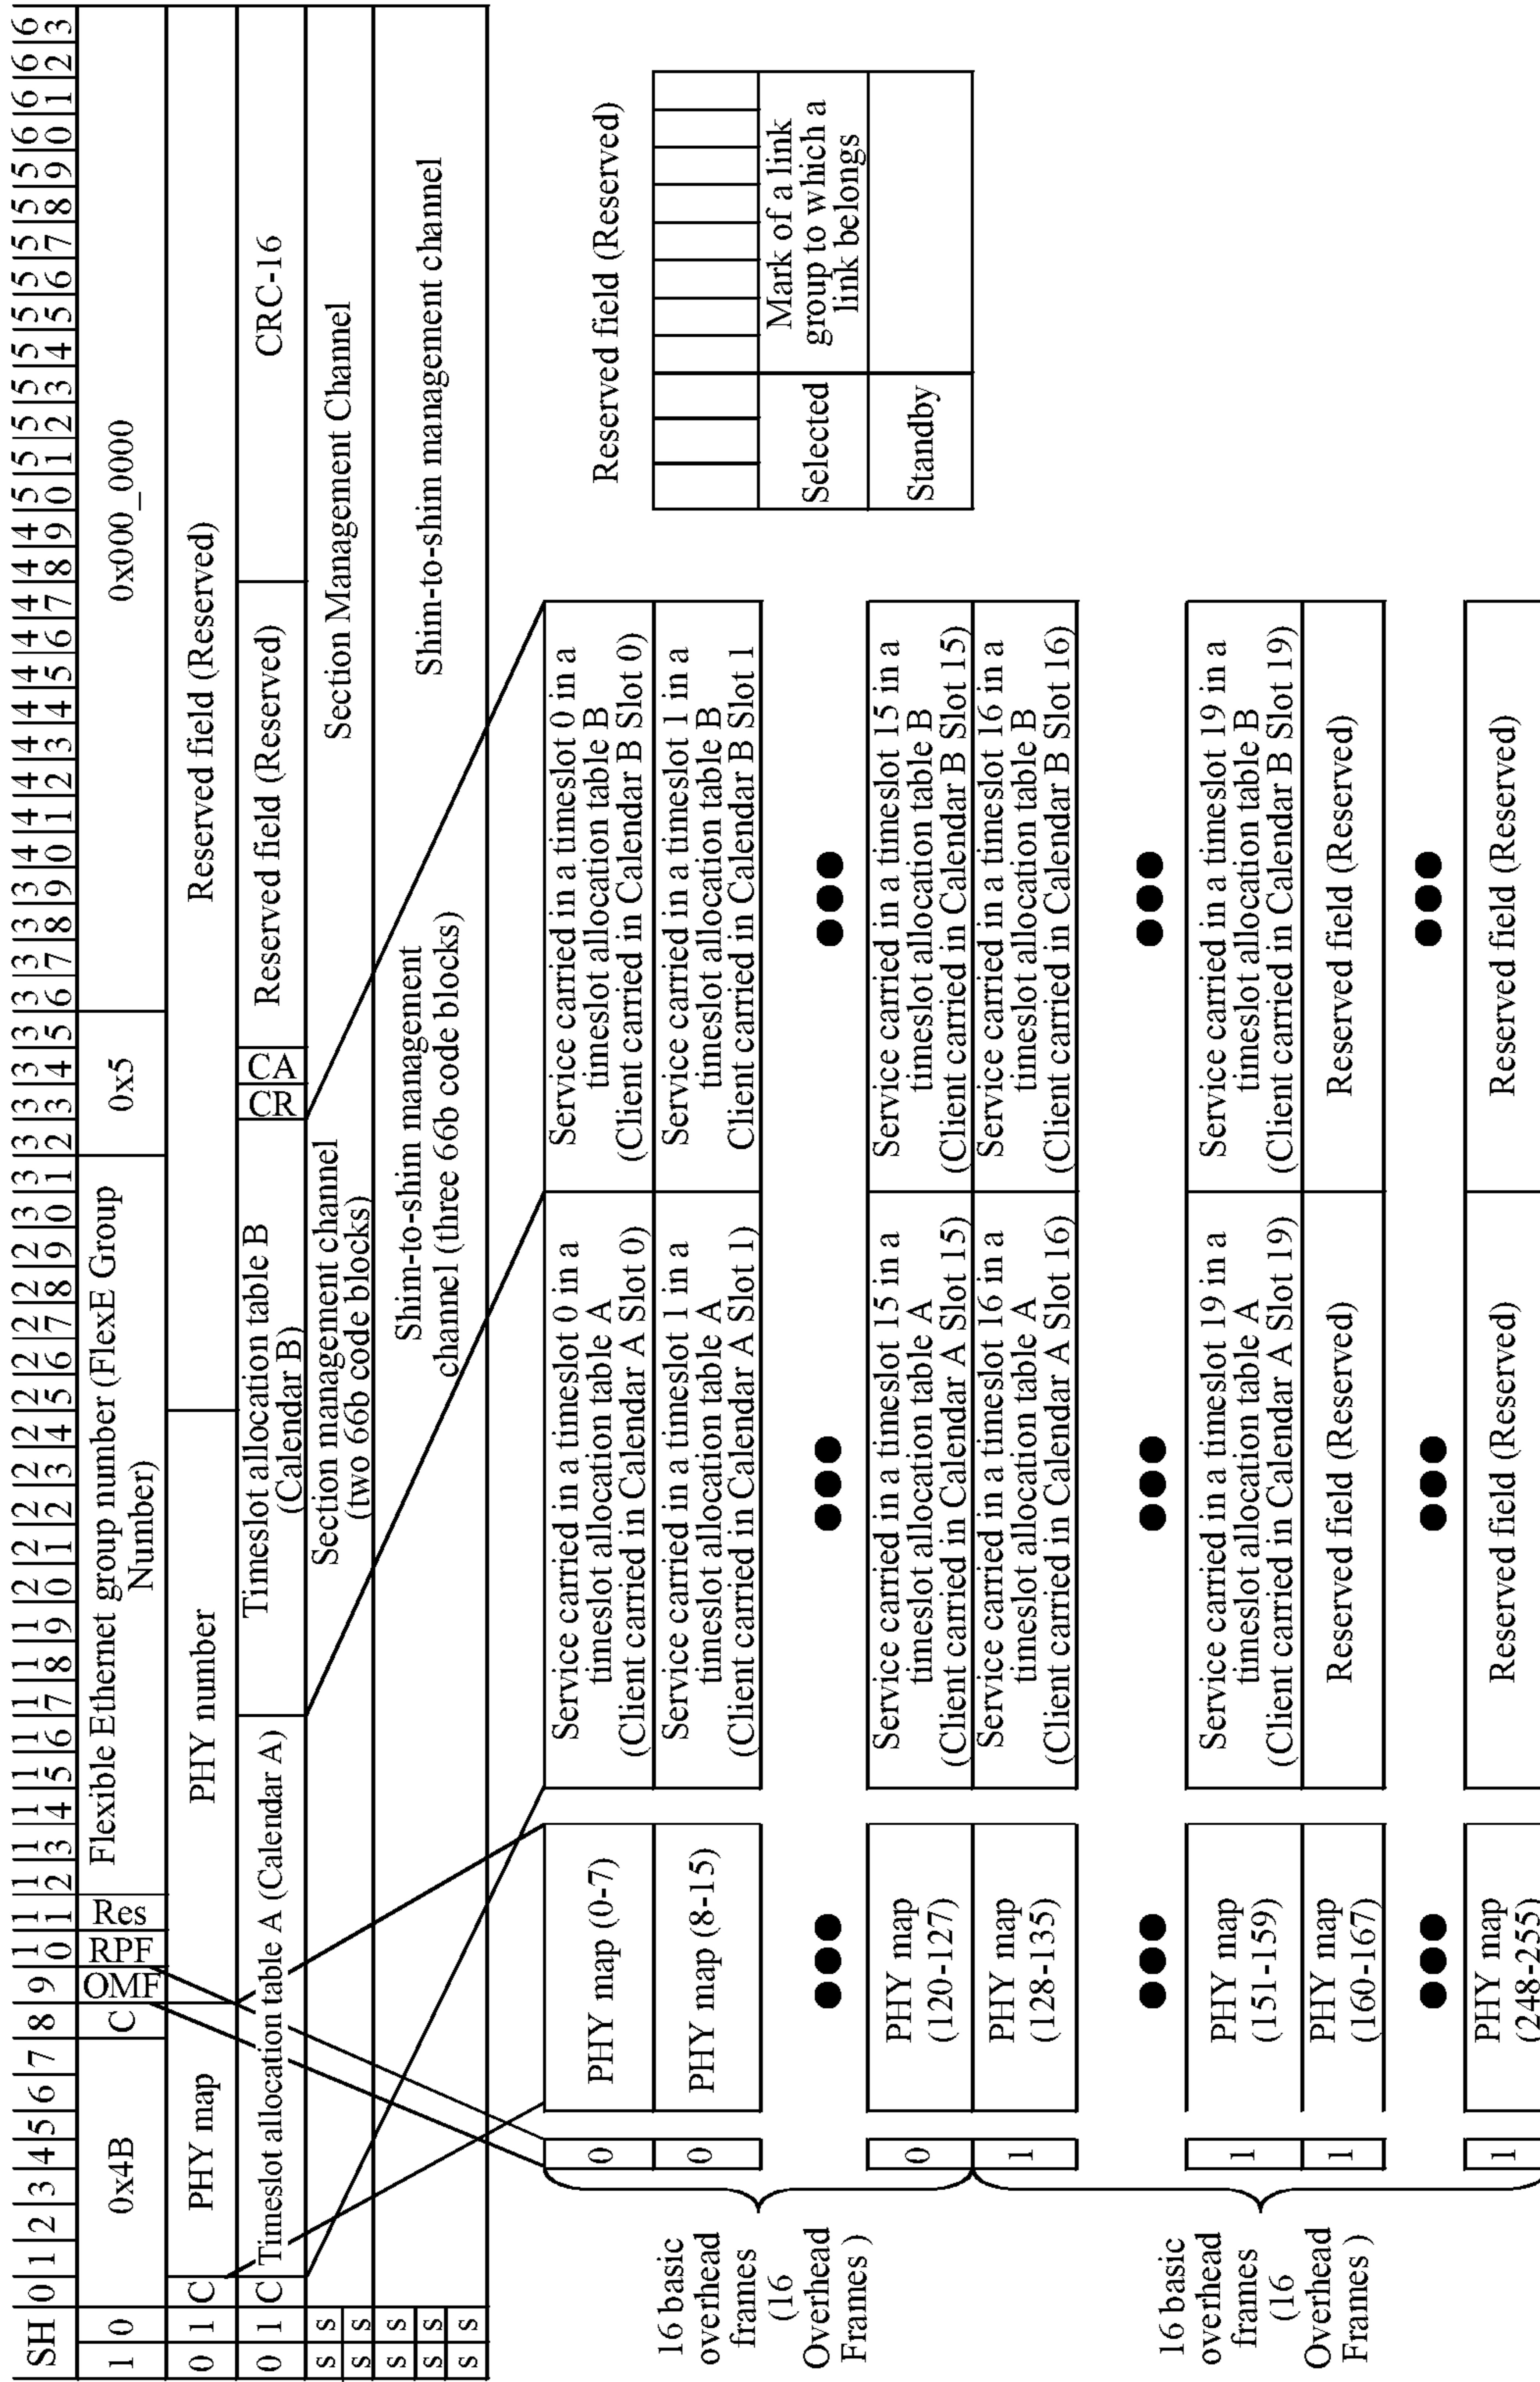 SH 0 1 2 3 4 5 6 7 8 9 10 11 12 13 14 15 16 17 18 19 20 21 22 23 24 25 26 27 28 29 30 31 32 33 34 35 36 37 38 39 40 41 42 43 44 45 46 47 48 49 50 51 52 53 54 55 56 57 58 59 60 61 62 63
1 0 0x4B C OMF RPF Res Flexible Ethernet group number (FlexE Group
Number) 0x5 0x000_0000
0 1 C PHY map PHY number Reserved field (Reserved)
0 1 C Timeslot allocation table A (Calendar A) Timeslot allocation table B
(Calendar B) CR CA Reserved field (Reserved) CRC-16
s s Section management channel
s s (two 66b code blocks)
Section Management Channel
s s Shim-to-shim management
s s channel (three 66b code blocks)
s s
Shim-to-shim management channel
16 basic
overhead
frames
(16
Overhead
Frames )
0 PHY map (0-7)
Service carried in a timeslot 0 in a
timeslot allocation table A
(Client carried in Calendar A Slot 0)
Service carried in a timeslot 0 in a
timeslot allocation table B
(Client carried in Calendar B Slot 0)
0 PHY map (8-15)
Service carried in a timeslot 1 in a
timeslot allocation table A
(Client carried in Calendar A Slot 1)
Service carried in a timeslot 1 in a
timeslot allocation table B
Client carried in Calendar B Slot 1
0 PHY map
(120-127)
Service carried in a timeslot 15 in a
timeslot allocation table A
(Client carried in Calendar A Slot 15)
Service carried in a timeslot 15 in a
timeslot allocation table B
(Client carried in Calendar B Slot 15)
16 basic
overhead
frames
(16
Overhead
Frames )
1 PHY map
(128-135)
Service carried in a timeslot 16 in a
timeslot allocation table A
(Client carried in Calendar A Slot 16)
Service carried in a timeslot 16 in a
timeslot allocation table B
(Client carried in Calendar B Slot 16)
1 PHY map
(151-159)
Service carried in a timeslot 19 in a
timeslot allocation table A
(Client carried in Calendar A Slot 19)
Service carried in a timeslot 19 in a
timeslot allocation table B
(Client carried in Calendar B Slot 19)
1 PHY map
(160-167)
Reserved field (Reserved)
Reserved field (Reserved)
1 PHY map
(248-255)
Reserved field (Reserved)
Reserved field (Reserved)
Reserved field (Reserved)
Selected
Mark of a link
group to which a
link belongs
Standby